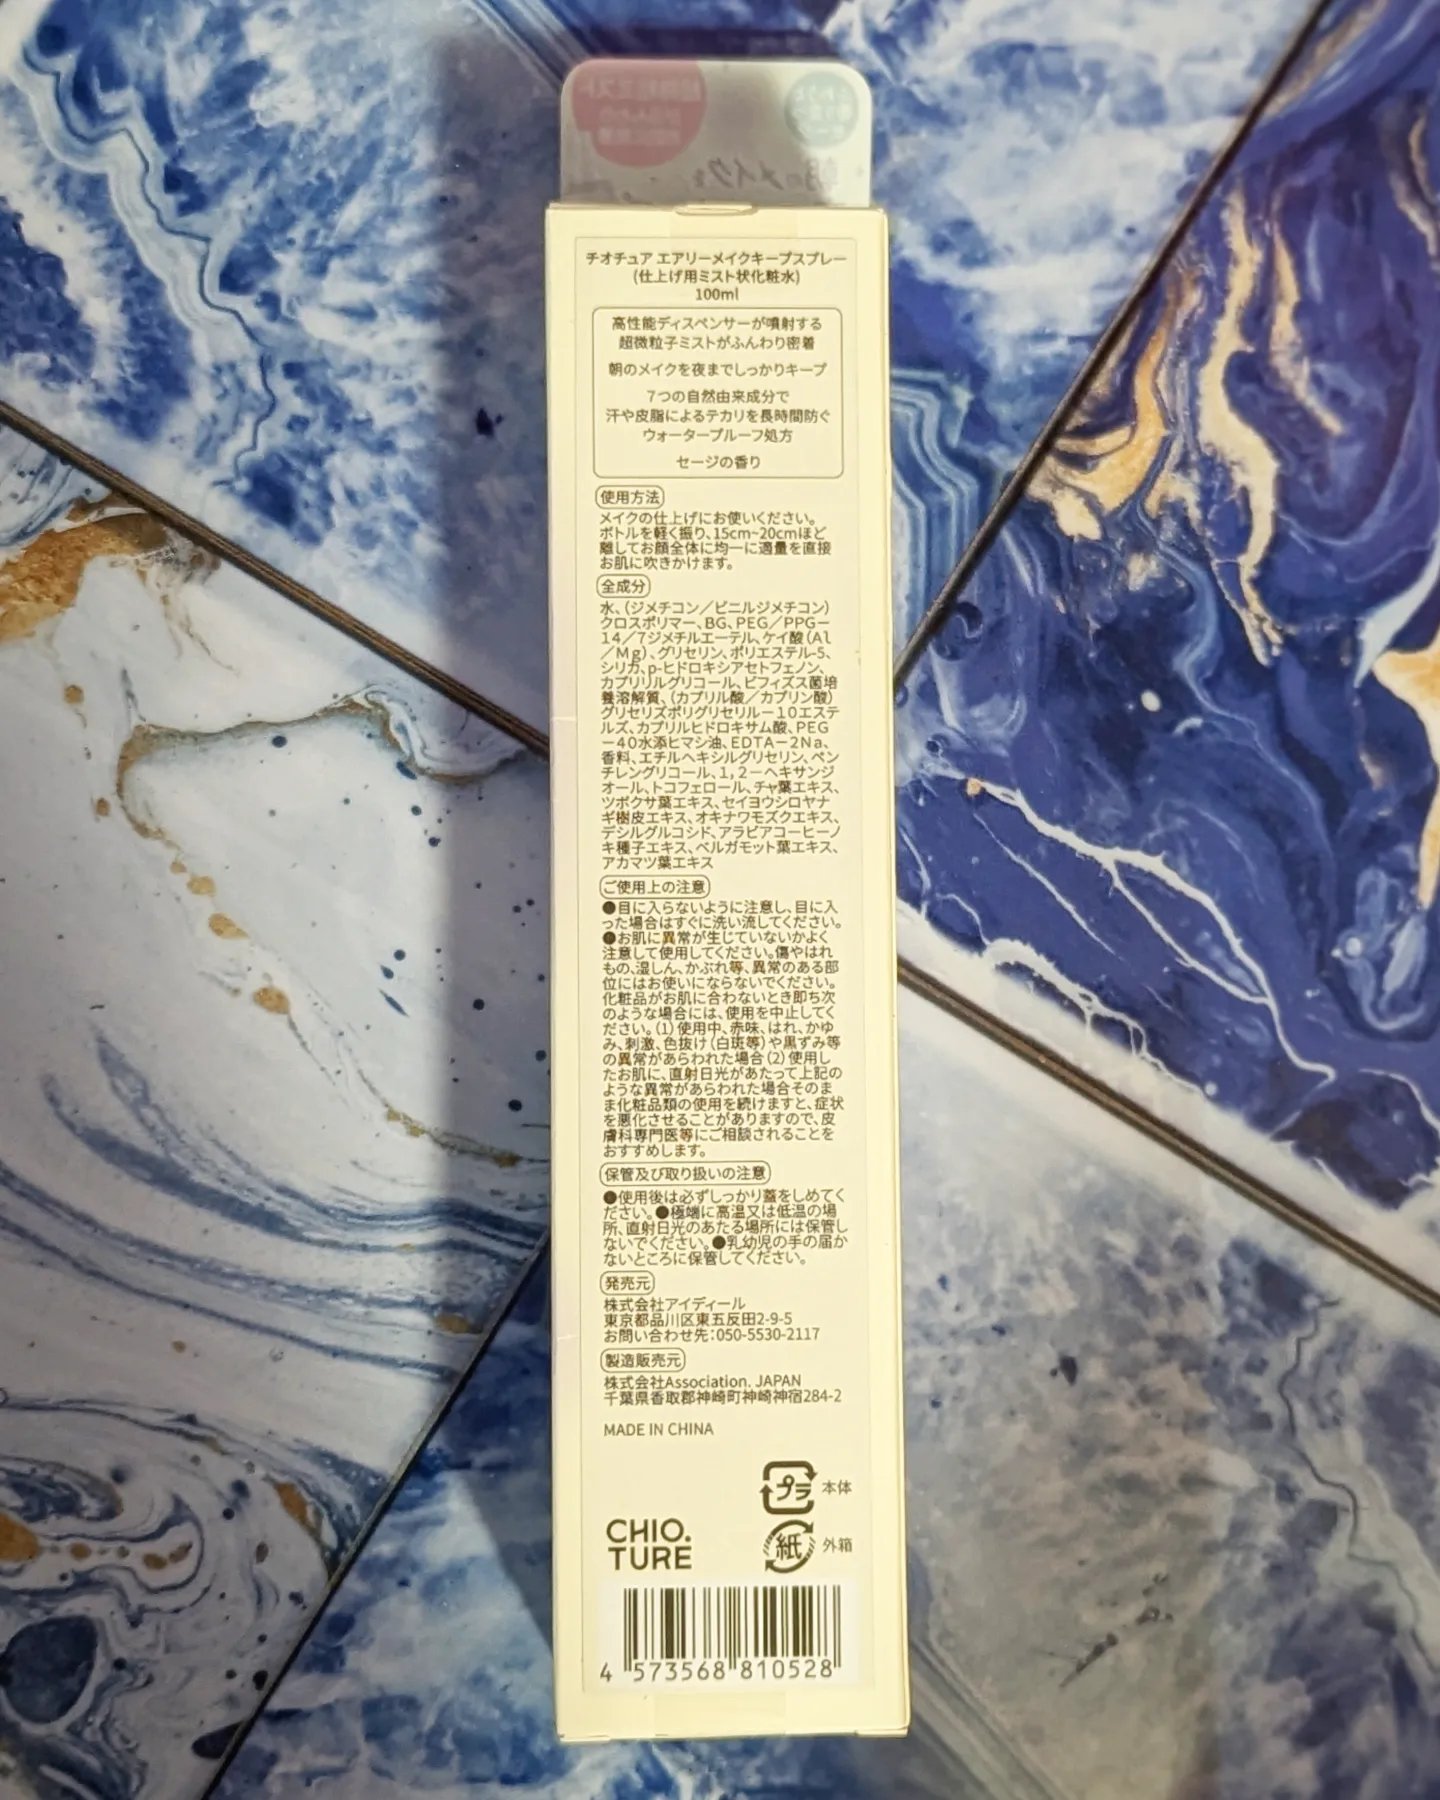 チオチュア エアリーメイクキープスプレー
(仕上げ用ミスト状化粧水)
100ml
高性能ディスペンサーが噴射する
超微粒子ミストがふんわり密着
朝のメイクを夜までしっかりキープ
7つの自然由来成分で
汗や皮脂によるテカリを長時間防ぐ
ウォータープルーフ処方
セージの香り
使用方法
メイクの仕上げにお使いください。
ボトルを軽く振り、15cm~20cmほど
離してお顔全体に均一に適量を直接
お肌に吹きかけます。
全成分
水、(ジメチコン/ビニルジメチコン)
クロスポリマー、BG、PEG/PPG-
14/7ジメチルエーテル、ケイ酸(Al
/Mg)、グリセリン、ポリエステル-5、
シリカ、p-ヒドロキシアセトフェノン、
カプリリルグリコール、ビフィズス菌培
養溶解質、(カプリル酸/カプリン酸)
グリセリズポリグリセリル-10エステ
ルズ、カプリルヒドロキサム酸、PEG
-40水添ヒマシ油、EDTA-2Na、
香料、エチルヘキシルグリセリン、ペン
チレングリコール、1,2-ヘキサンジ
オール、トコフェロール、チャ葉エキス、
ツボクサ葉エキス、セイヨウシロヤナ
ギ樹皮エキス、オキナワモズクエキス、
デシルグルコシド、アラビアコーヒーノ
キ種子エキス、ベルガモット葉エキス、
アカマツ葉エキス
ご使用上の注意
●目に入らないように注意し、目に入
った場合はすぐに洗い流してください。
●お肌に異常が生じていないかよく
注意して使用してください。傷やはれ
もの、湿しん、かぶれ等、異常のある部
位にはお使いにならないでください。
化粧品がお肌に合わないとき即ち次
のような場合には、使用を中止してく
ださい。(1)使用中、赤味、はれ、かゆ
み、刺激、色抜け(白斑等)や黒ずみ等
の異常があらわれた場合(2)使用し
たお肌に、直射日光があたって上記の
ような異常があらわれた場合そのま
ま化粧品類の使用を続けますと、症状
を悪化させることがありますので、皮
膚科専門医等にご相談されることを
おすすめします。
保管及び取り扱いの注意
●使用後は必ずしっかり蓋をしめてく
ださい。●極端に高温又は低温の場
所、直射日光のあたる場所には保管し
ないでください。●乳幼児の手の届か
ないところに保管してください。
発売元
株式会社アイディール
東京都品川区東五反田2-9-5
お問い合わせ先:050-5530-2117
製造販売元
株式会社Association. JAPAN
千葉県香取郡神崎町神崎神宿284-2
MADE IN CHINA
プラ 本体
紙 外箱
CHIO.
TURE
4 573568 810528